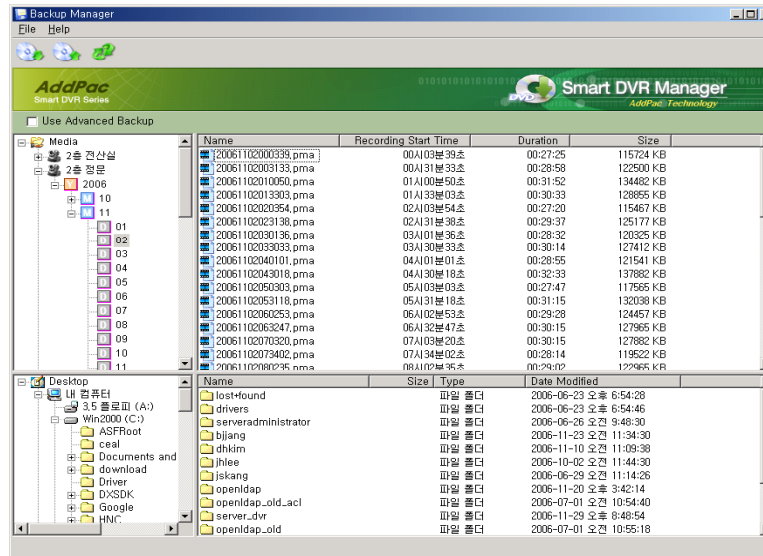 Backup Manager
File Help
AddPac
Smart DVR Series
Smart DVR Manager
AddPac Technology
Use Advanced Backup
Media
2층 전산실
2층 정문
2006
10
11
01
02
03
04
05
06
07
08
09
10
11
Name Recording Start Time Duration Size
20061102000339.pma 00시03분39초 00:27:25 115724 KB
20061102003133.pma 00시31분33초 00:28:58 122500 KB
20061102010050.pma 01시00분50초 00:31:52 134482 KB
20061102013303.pma 01시33분03초 00:30:33 128855 KB
20061102020354.pma 02시03분54초 00:27:20 115467 KB
20061102023138.pma 02시31분38초 00:29:37 125177 KB
20061102030136.pma 03시01분36초 00:28:32 120325 KB
20061102033033.pma 03시30분33초 00:30:14 127412 KB
20061102040101.pma 04시01분01초 00:28:55 121541 KB
20061102043018.pma 04시30분18초 00:32:33 137882 KB
20061102050303.pma 05시03분03초 00:27:47 117565 KB
20061102053118.pma 05시31분18초 00:31:15 132038 KB
20061102060253.pma 06시02분53초 00:29:28 124457 KB
20061102063247.pma 06시32분47초 00:30:15 127965 KB
20061102070320.pma 07시03분20초 00:30:15 127882 KB
20061102073402.pma 07시34분02초 00:28:14 119522 KB
20061102080235.pma 08시02분35초 00:29:02 122965 KB
Desktop
내 컴퓨터
3.5 플로피 (A:)
Win2000 (C:)
ASFRoot
ceal
Documents and
download
Driver
DXSDK
Google
HNC
Name Size Type Date Modified
lost+found 파일 폴더 2006-06-23 오후 6:54:28
drivers 파일 폴더 2006-06-23 오후 6:54:46
serveradministrator 파일 폴더 2006-06-26 오전 9:48:30
bjjang 파일 폴더 2006-11-23 오전 11:34:30
dhkim 파일 폴더 2006-11-10 오전 11:09:38
jhlee 파일 폴더 2006-10-02 오전 11:44:30
jskang 파일 폴더 2006-06-29 오전 11:14:26
openldap 파일 폴더 2006-11-20 오후 3:42:14
openldap_old_acl 파일 폴더 2006-07-01 오전 10:54:40
server_dvr 파일 폴더 2006-11-29 오후 8:48:54
openldap_old 파일 폴더 2006-07-01 오전 10:55:18